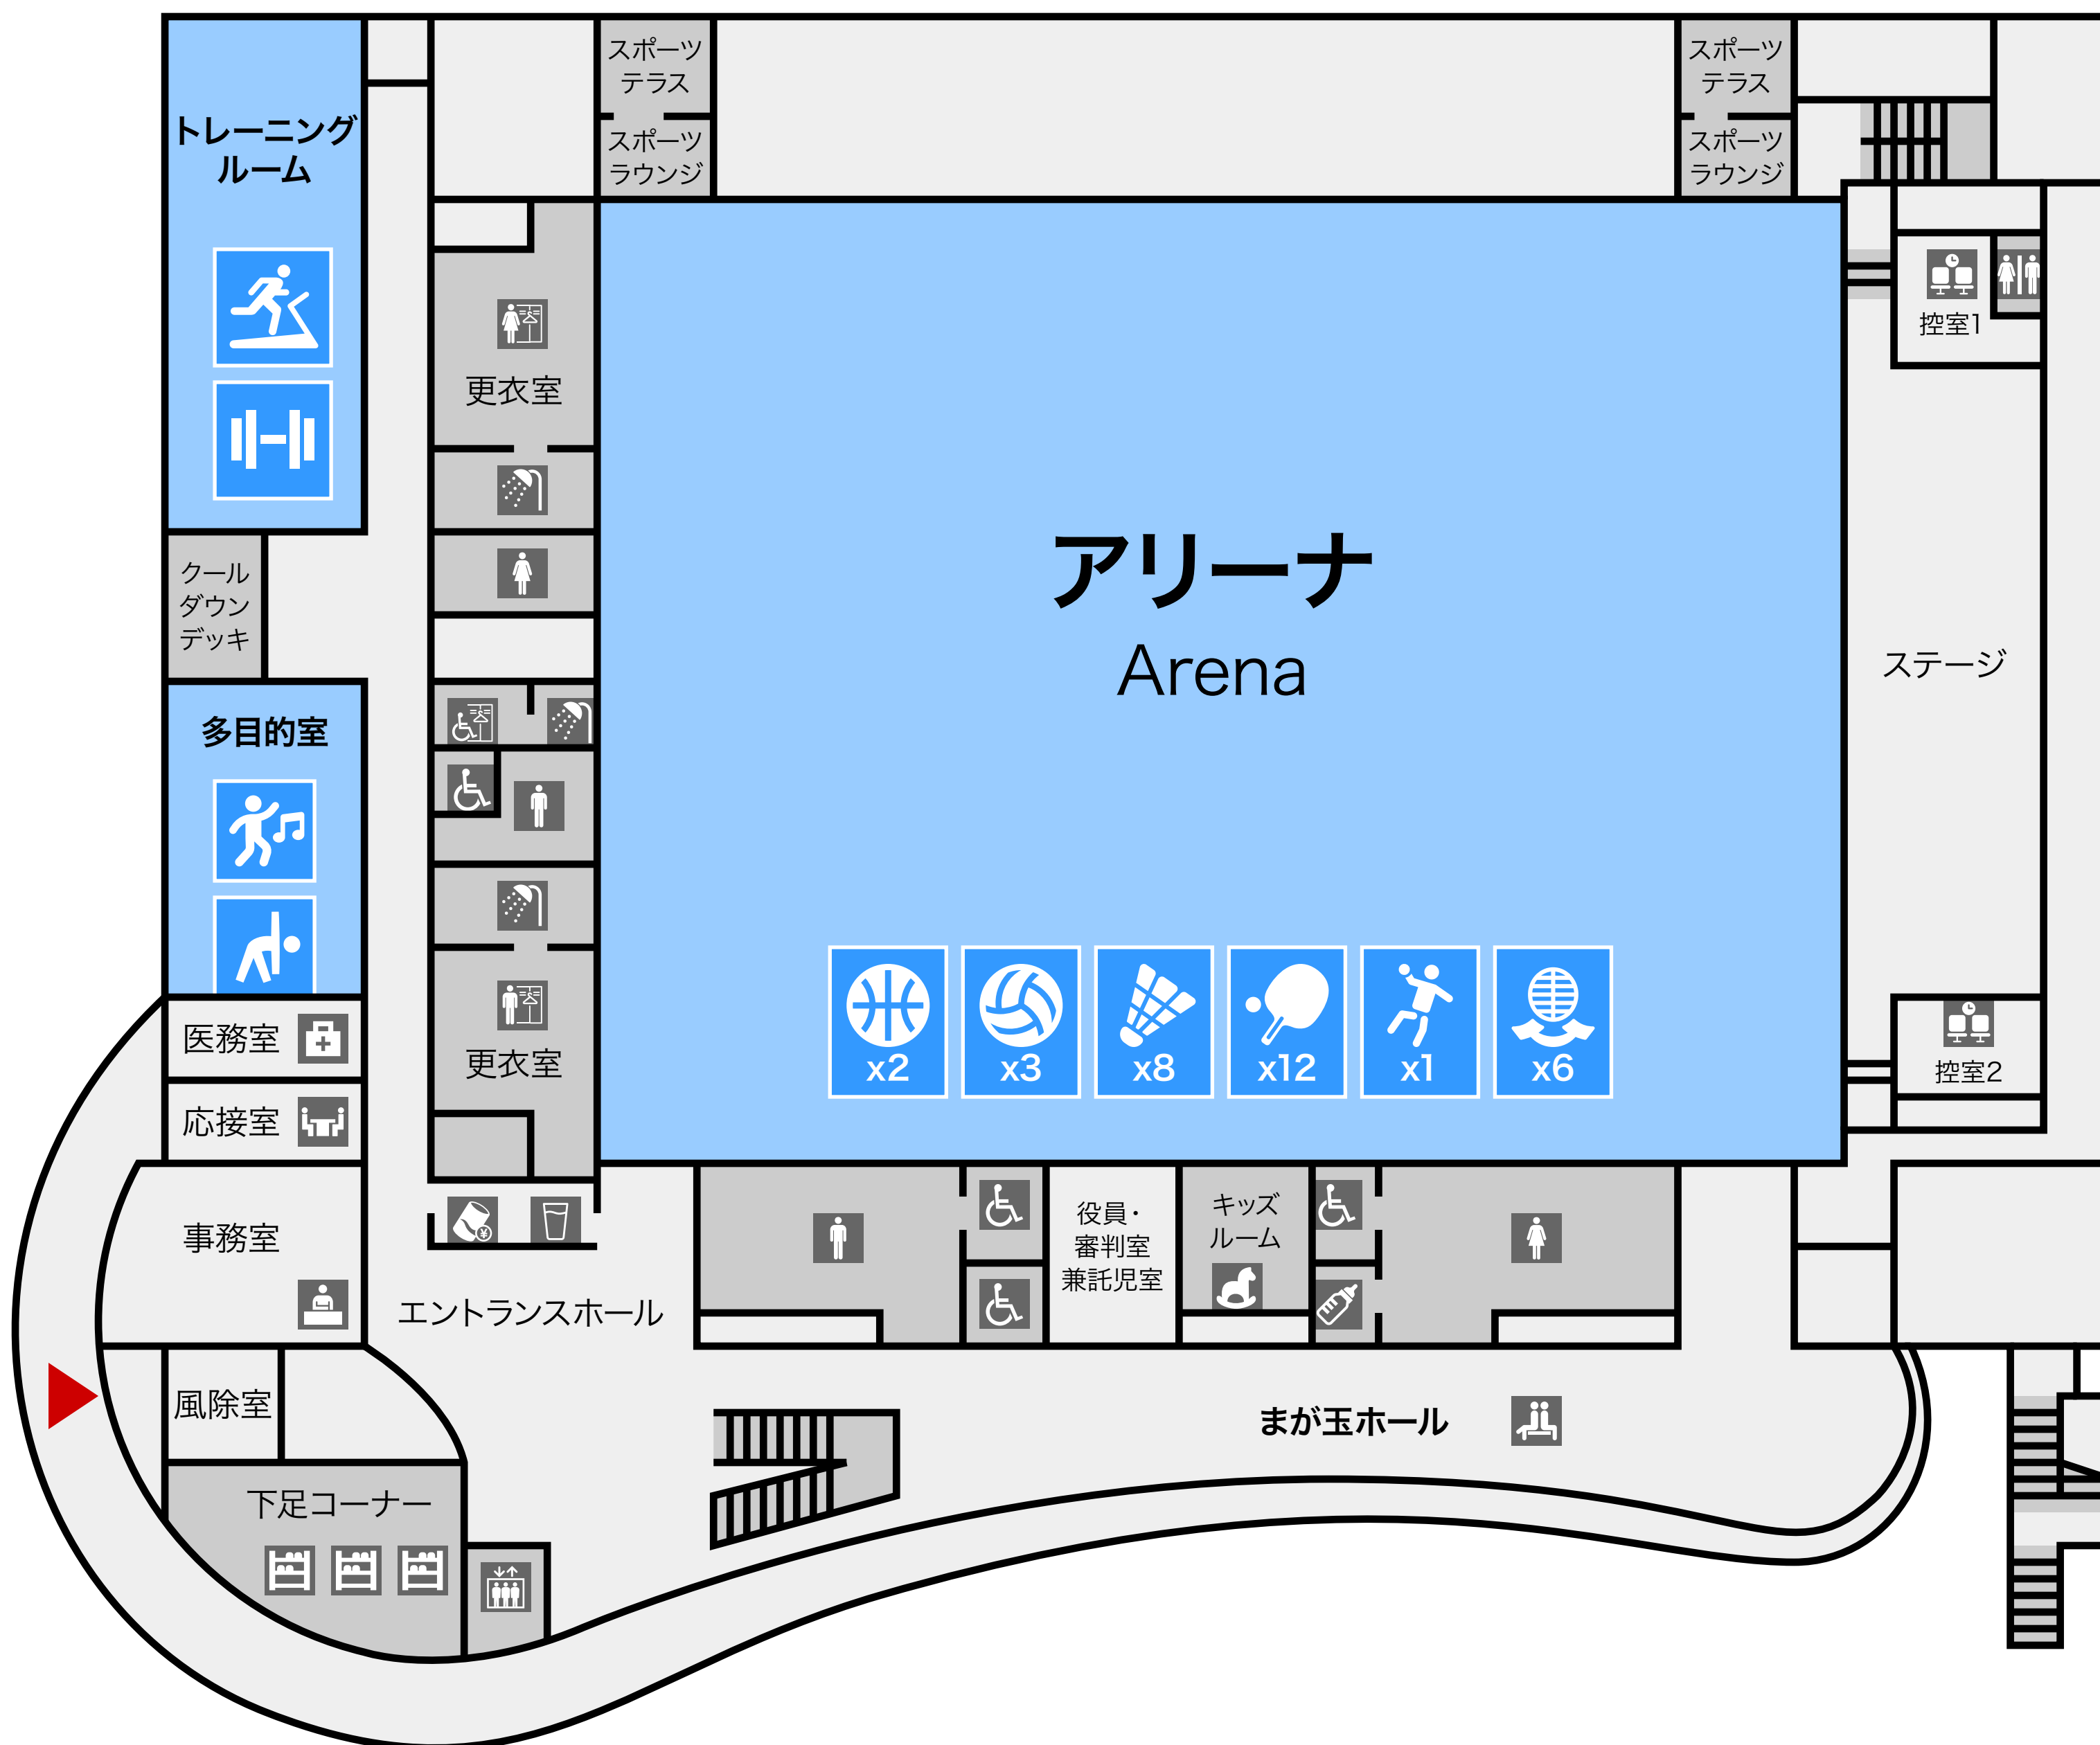 スポーツ
テラス
スポーツ
ラウンジ
スポーツ
テラス
スポーツ
ラウンジ
トレーニング
ルーム
控室1
更衣室
クール
ダウン
デッキ
アリーナ
Arena
ステージ
多目的室
医務室
更衣室
x2
x3
x8
x12
x1
x6
控室2
応接室
事務室
¥
役員・
審判室
兼託児室
キッズ
ルーム
エントランスホール
風除室
まが玉ホール
下足コーナー